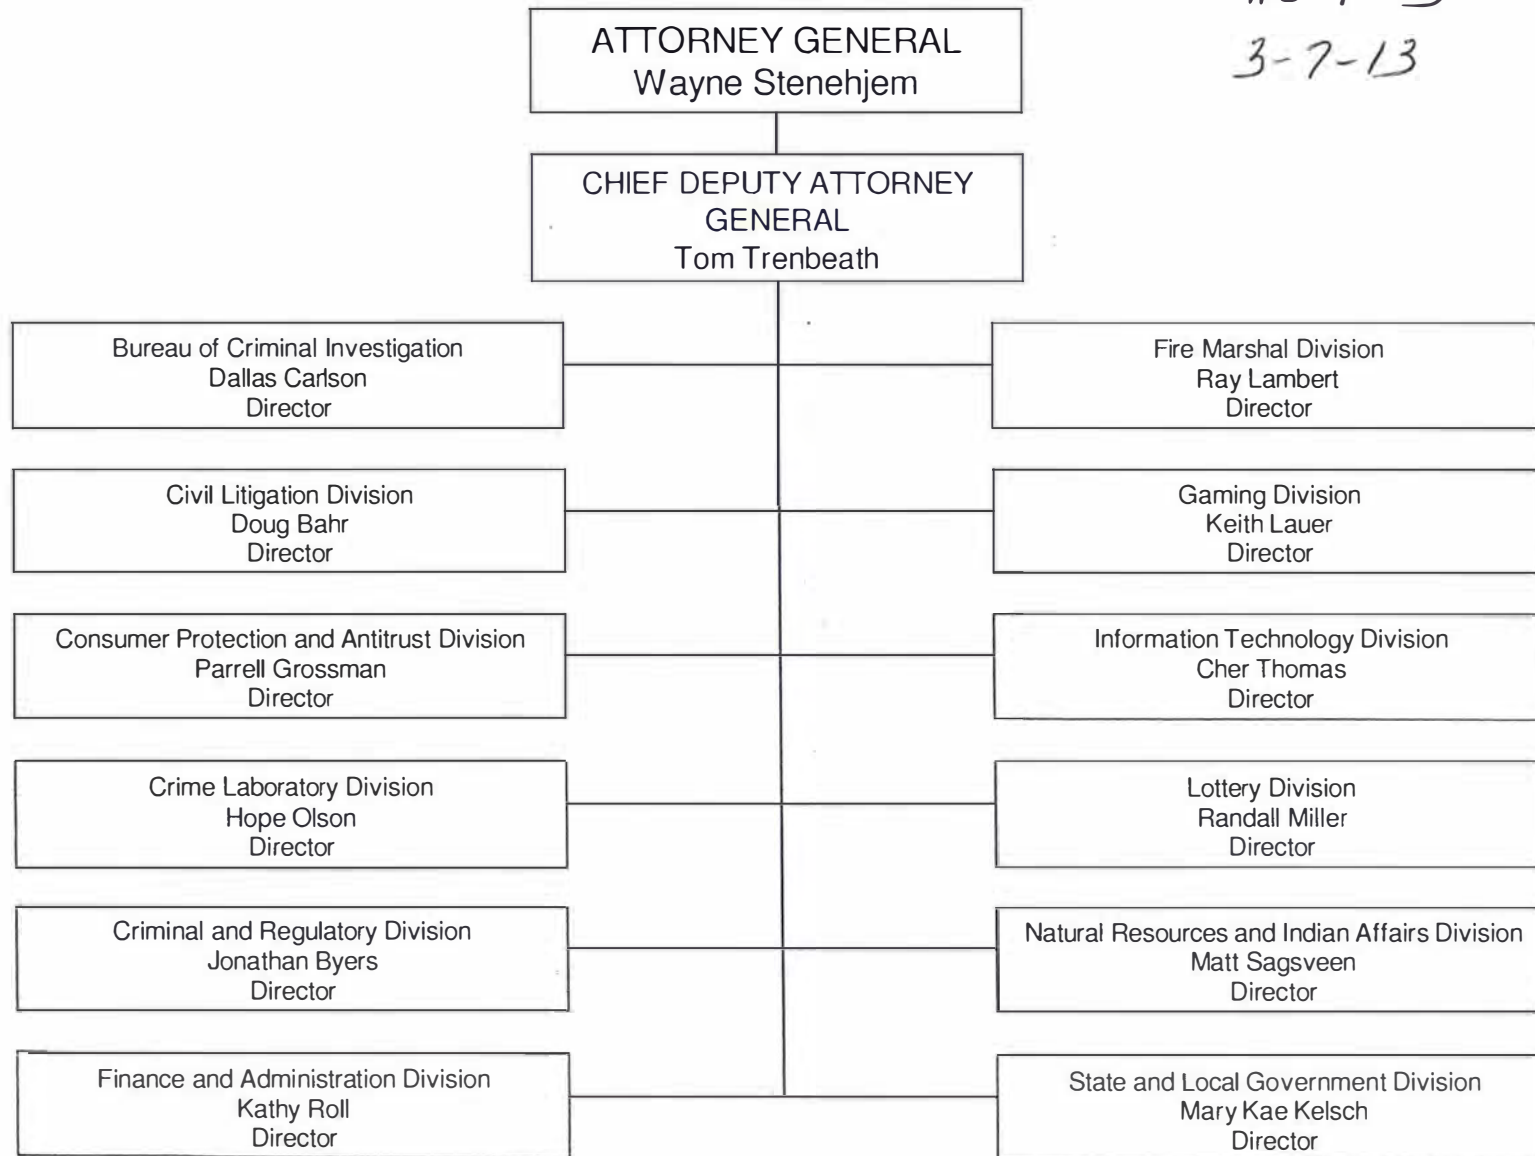 3-7-13
ATTORNEY GENERAL
Wayne Stenehjem
CHIEF DEPUTY ATTORNEY
GENERAL
Tom Trenbeath
Bureau of Criminal Investigation
Dallas Carlson
Director
Fire Marshal Division
Ray Lambert
Director
Civil Litigation Division
Doug Bahr
Director
Gaming Division
Keith Lauer
Director
Consumer Protection and Antitrust Division
Parrell Grossman
Director
Information Technology Division
Cher Thomas
Director
Crime Laboratory Division
Hope Olson
Director
Lottery Division
Randall Miller
Director
Criminal and Regulatory Division
Jonathan Byers
Director
Natural Resources and Indian Affairs Division
Matt Sagsveen
Director
Finance and Administration Division
Kathy Roll
Director
State and Local Government Division
Mary Kae Kelsch
Director